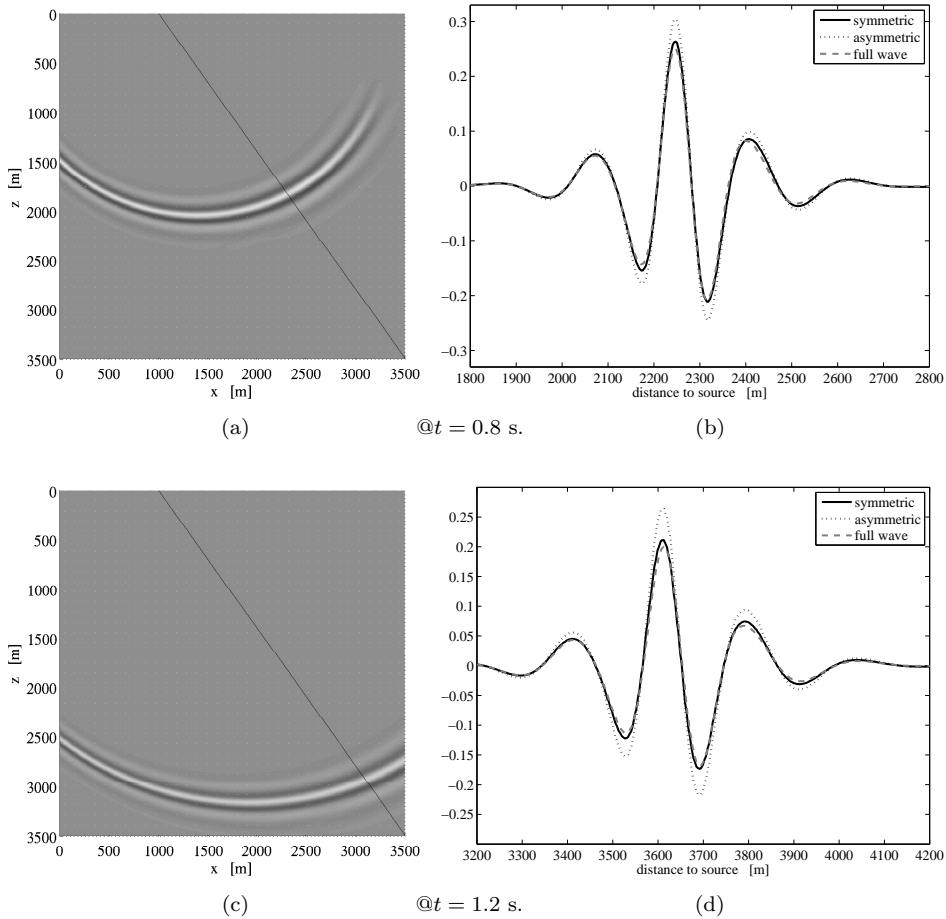 0
500
1000
1500
2000
2500
3000
3500
z [m]
0 500 1000 1500 2000 2500 3000 3500
x [m]
(a)
0.3
0.2
0.1
0
−0.1
−0.2
−0.3
symmetric
asymmetric
full wave
1800 1900 2000 2100 2200 2300 2400 2500 2600 2700 2800
distance to source [m]
(b)
@t = 0.8 s.
0
500
1000
1500
2000
2500
3000
3500
z [m]
0 500 1000 1500 2000 2500 3000 3500
x [m]
(c)
0.25
0.2
0.15
0.1
0.05
0
−0.05
−0.1
−0.15
−0.2
−0.25
symmetric
asymmetric
full wave
3200 3300 3400 3500 3600 3700 3800 3900 4000 4100 4200
distance to source [m]
(d)
@t = 1.2 s.